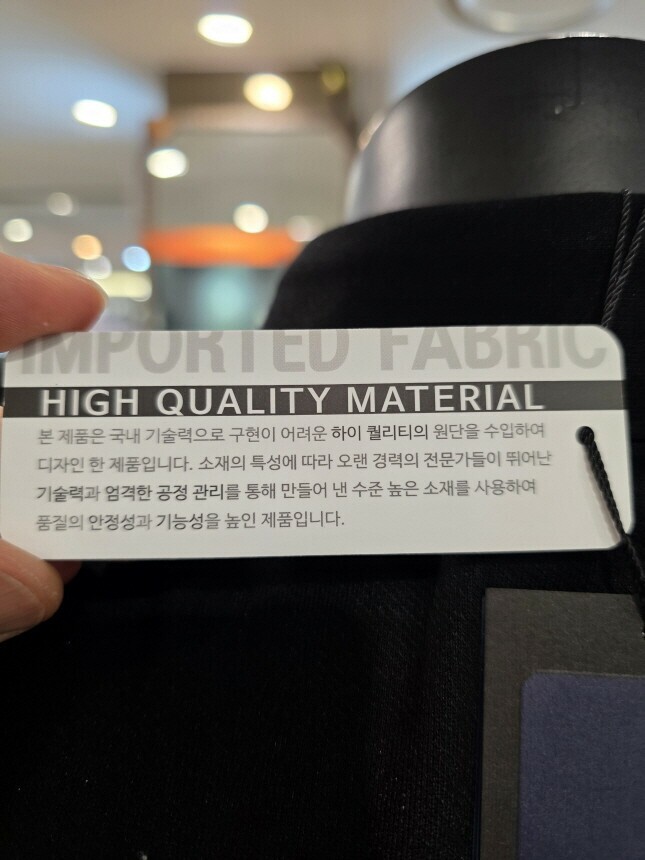 IMPORTED FABRIC
HIGH QUALITY MATERIAL
본 제품은 국내 기술력으로 구현이 어려운 하이 퀄리티의 원단을 수입하여
디자인 한 제품입니다. 소재의 특성에 따라 오랜 경력의 전문가들이 뛰어난
기술력과 엄격한 공정 관리를 통해 만들어 낸 수준 높은 소재를 사용하여
품질의 안정성과 기능성을 높인 제품입니다.